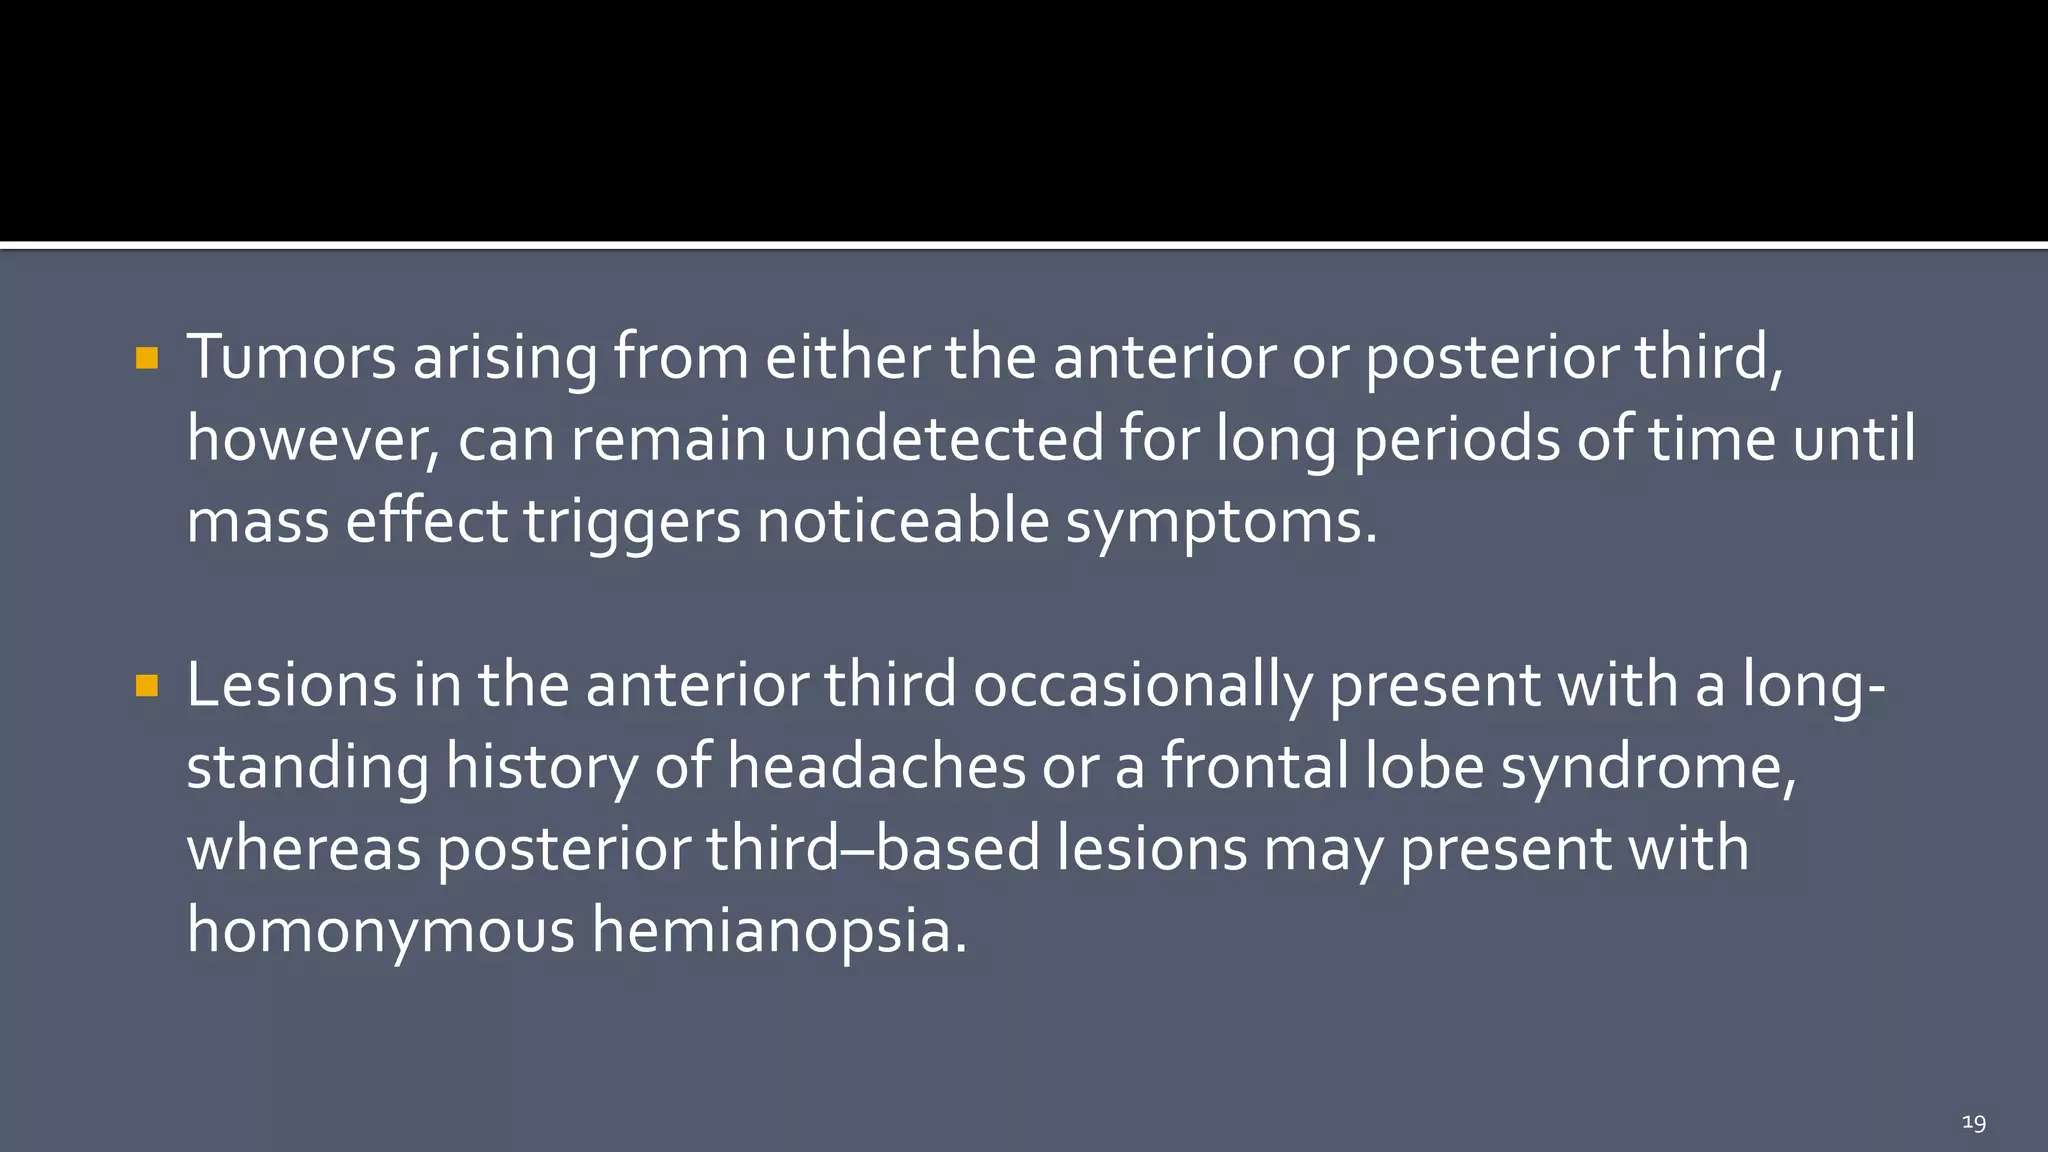 ▪ Tumors arising from either the anterior or posterior third,
however, can remain undetected for long periods of time until
mass effect triggers noticeable symptoms.
▪ Lesions in the anterior third occasionally present with a long-
standing history of headaches or a frontal lobe syndrome,
whereas posterior third–based lesions may present with
homonymous hemianopsia.
19